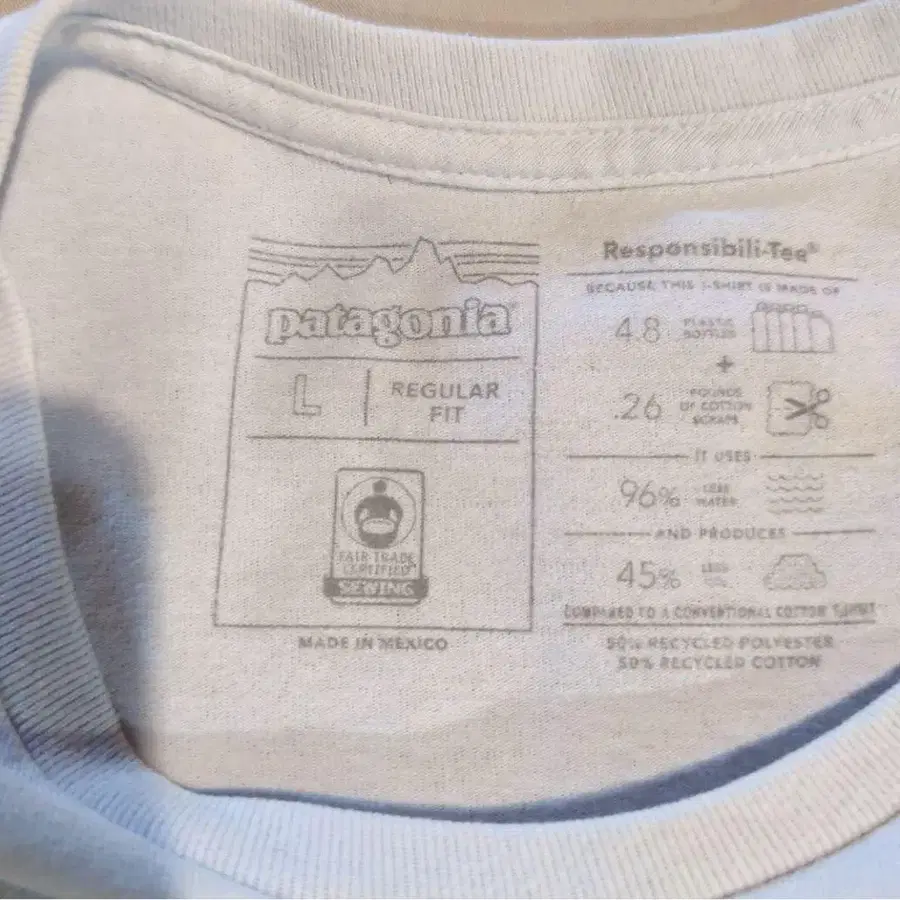 patagonia
L
REGULAR
FIT
FAIR TRADE
CERTIFIED™
SEWING
MADE IN MEXICO
Responsibili-Tee®
BECAUSE THIS T-SHIRT IS MADE OF
4.8 PLASTIC BOTTLES
+
.26 POUNDS OF COTTON SCRAPS
IT USES
96% LESS WATER
AND PRODUCES
45% LESS
COMPARED TO A CONVENTIONAL COTTON T-SHIRT
50% RECYCLED POLYESTER
50% RECYCLED COTTON